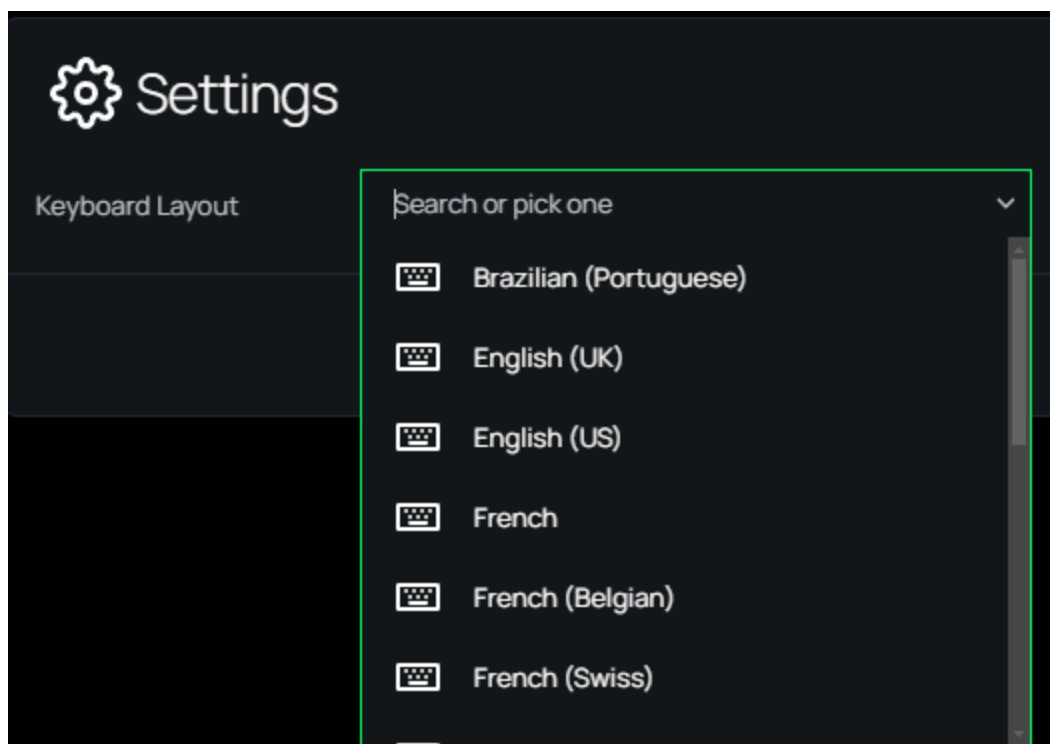 Settings
Keyboard Layout
Search or pick one
Brazilian (Portuguese)
English (UK)
English (US)
French
French (Belgian)
French (Swiss)